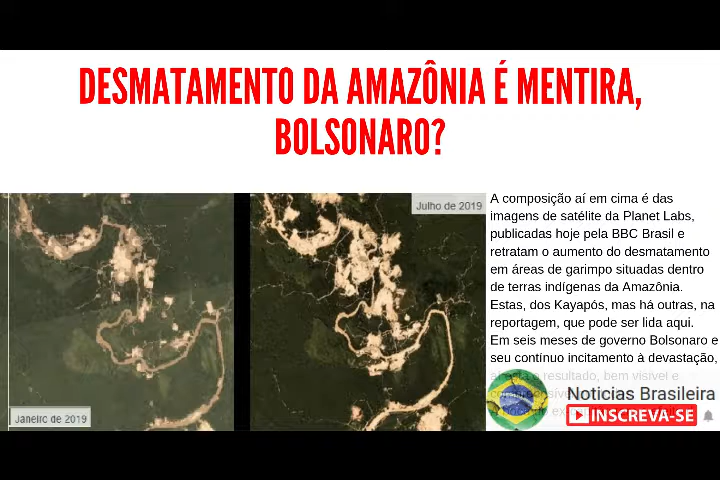 DESMATAMENTO DA AMAZÔNIA É MENTIRA,
BOLSONARO?
Julho de 2019
Janeiro de 2019
A composição aí em cima é das
imagens de satélite da Planet Labs,
publicadas hoje pela BBC Brasil e
retratam o aumento do desmatamento
em áreas de garimpo situadas dentro
de terras indígenas da Amazônia.
Estas, dos Kayapós, mas há outras, na
reportagem, que pode ser lida aqui.
Em seis meses de governo Bolsonaro e
seu contínuo incitamento à devastação,
resultado, bem visível e
Noticias Brasileira
INSCREVA-SE